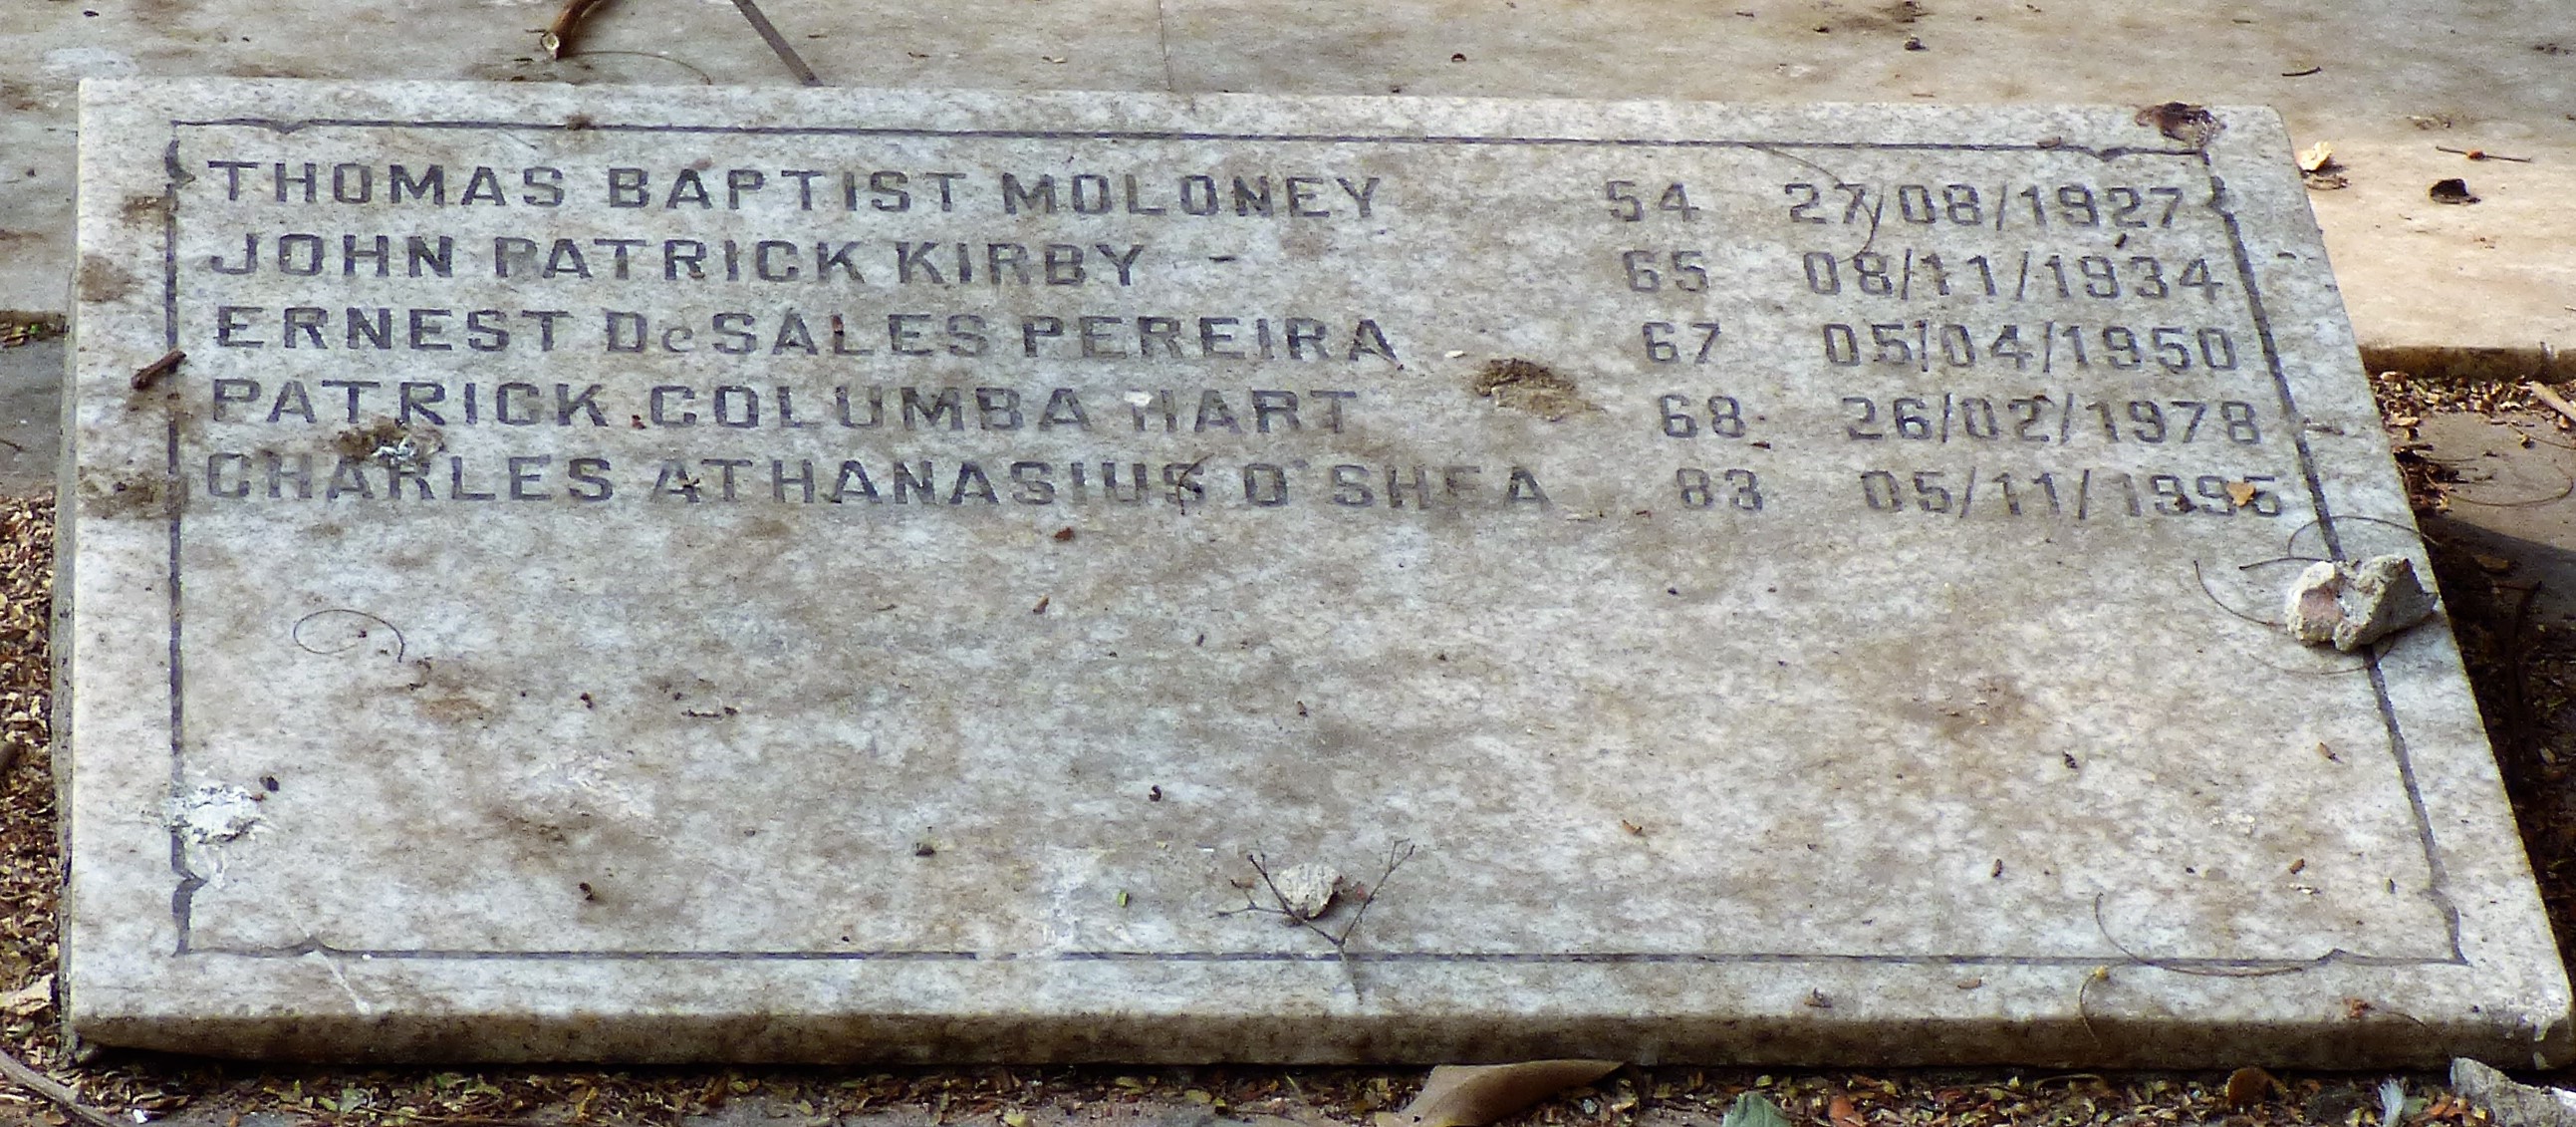 THOMAS BAPTIST MOLONEY 54 27/08/1927
JOHN PATRICK KIRBY - 65 08/11/1934
ERNEST DeSALES PEREIRA 67 05/04/1950
PATRICK COLUMBA HART 68 26/02/1978
CHARLES ATHANASIUS O'SHEA 83 05/11/1995